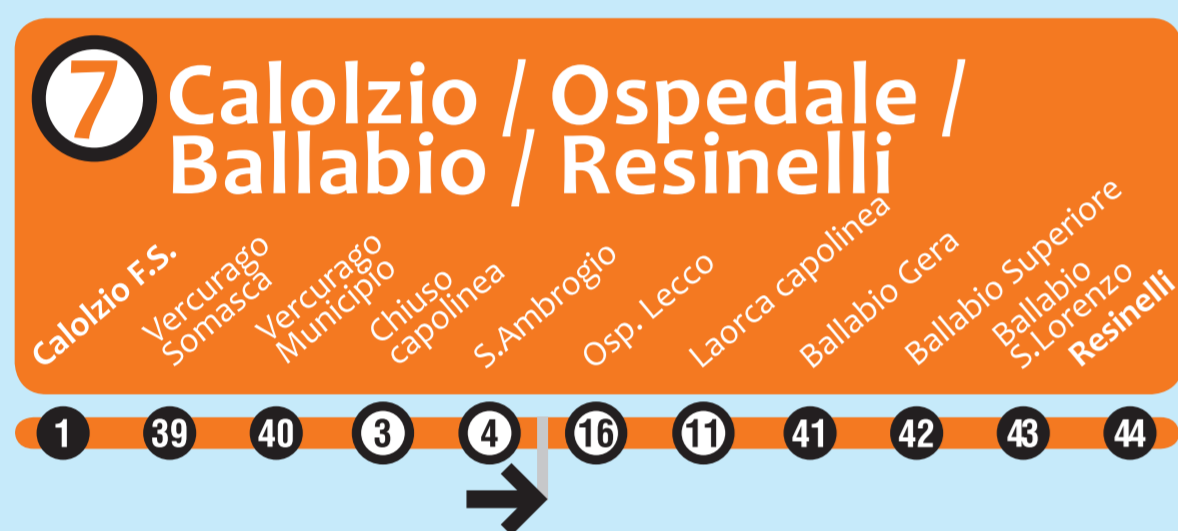 7
Calolzio / Ospedale /
Ballabio / Resinelli
Calolzio F.S.
Vercurago
Somasca
Vercurago
Municipio
Chiuso
capolinea
S.Ambrogio
Osp. Lecco
Laorca capolinea
Ballabio Gera
Ballabio Superiore
Ballabio
S.Lorenzo
Resinelli
1 39 40 3 4 16 11 41 42 43 44